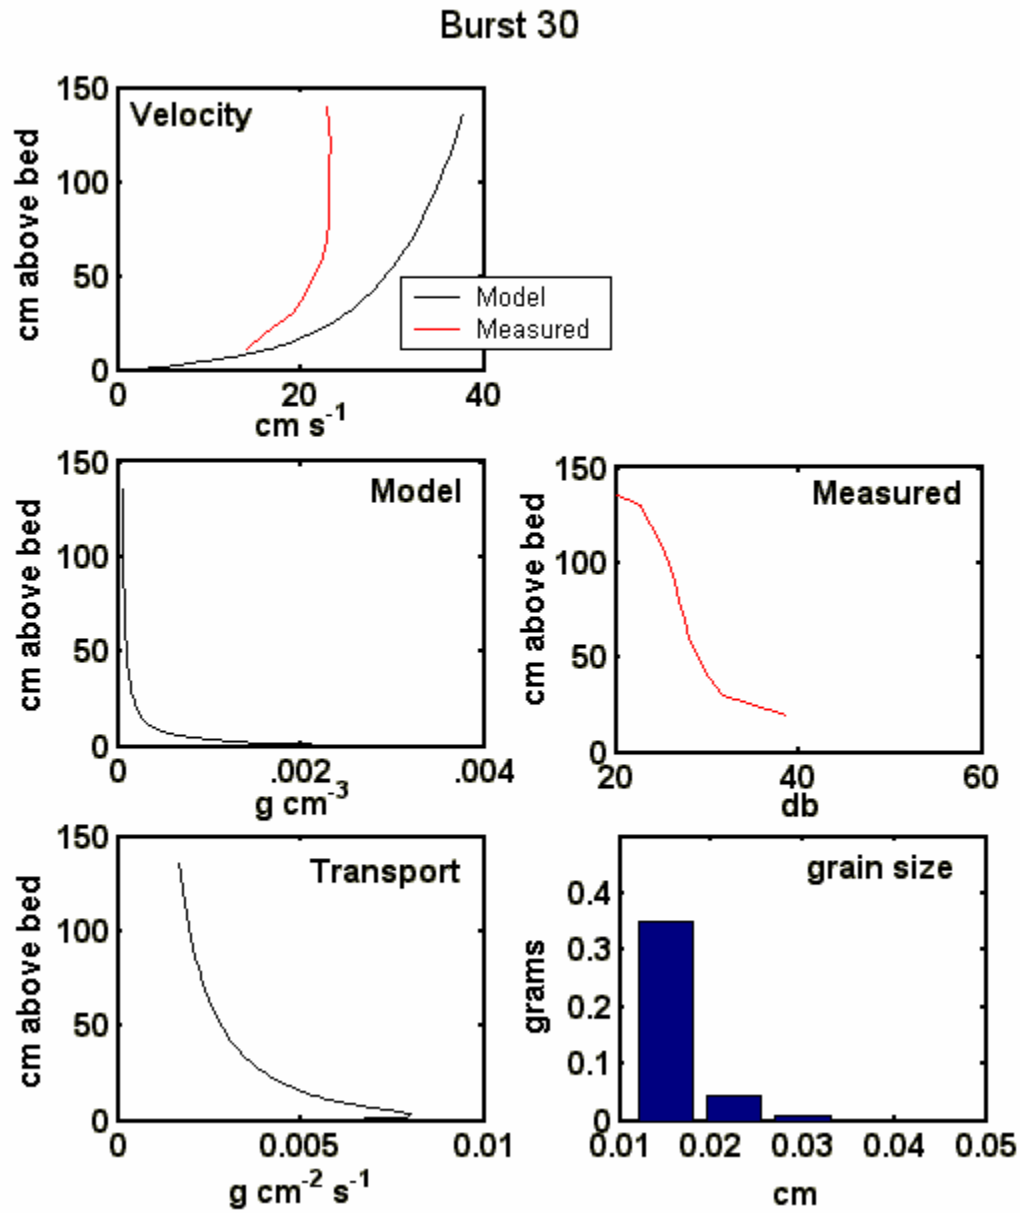 Burst 30
150
100
50
0
cm above bed
Velocity
Model
Measured
0 20 40
cm s-1
150
100
50
0
cm above bed
Model
0 .002 .004
g cm-3
150
100
50
0
cm above bed
Measured
20 40 60
db
150
100
50
0
cm above bed
Transport
0 0.005 0.01
g cm-2 s-1
0.4
0.3
0.2
0.1
0
grams
grain size
0.01 0.02 0.03 0.04 0.05
cm